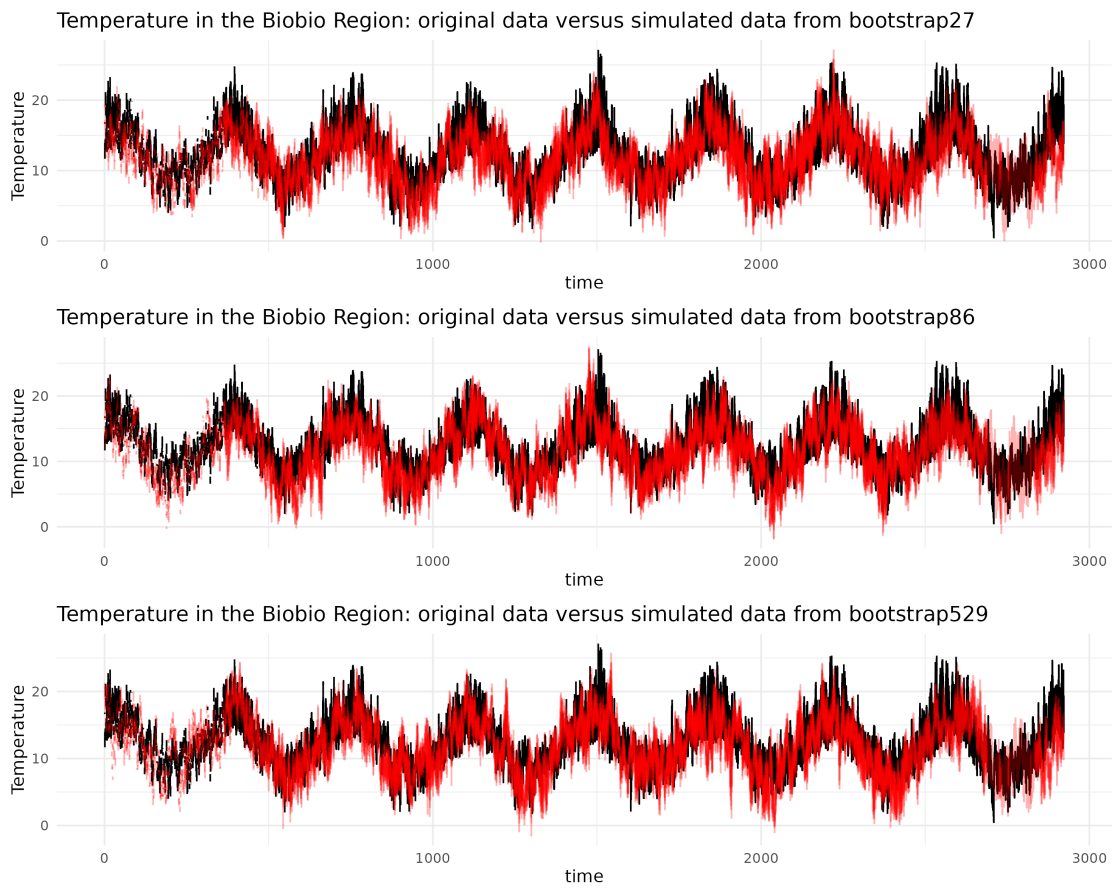 Temperature in the Biobio Region: original data versus simulated data from bootstrap27
Temperature
20
10
0
0 1000 2000 3000
time
Temperature in the Biobio Region: original data versus simulated data from bootstrap86
Temperature
20
10
0
0 1000 2000 3000
time
Temperature in the Biobio Region: original data versus simulated data from bootstrap529
Temperature
20
10
0
0 1000 2000 3000
time